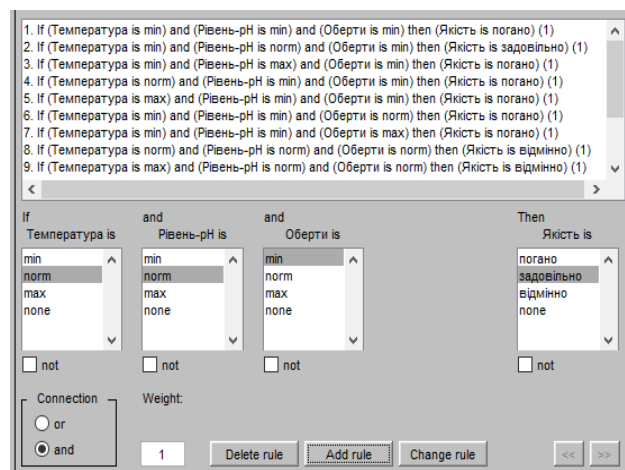 1. If (Температура is min) and (Рівень-pH is min) and (Оберти is min) then (Якість is погано) (1)
2. If (Температура is min) and (Рівень-pH is norm) and (Оберти is min) then (Якість is задовільно) (1)
3. If (Температура is min) and (Рівень-pH is max) and (Оберти is min) then (Якість is погано) (1)
4. If (Температура is norm) and (Рівень-pH is min) and (Оберти is min) then (Якість is погано) (1)
5. If (Температура is max) and (Рівень-pH is min) and (Оберти is min) then (Якість is погано) (1)
6. If (Температура is min) and (Рівень-pH is min) and (Оберти is norm) then (Якість is погано) (1)
7. If (Температура is min) and (Рівень-pH is min) and (Оберти is max) then (Якість is погано) (1)
8. If (Температура is norm) and (Рівень-pH is norm) and (Оберти is norm) then (Якість is відмінно) (1)
9. If (Температура is max) and (Рівень-pH is norm) and (Оберти is norm) then (Якість is відмінно) (1)
If and and Then
Температура is Рівень-pH is Оберти is Якість is
min min min погано
norm norm norm задовільно
max max max відмінно
none none none none
not not not not
Connection Weight:
or
and 1 Delete rule Add rule Change rule << >>